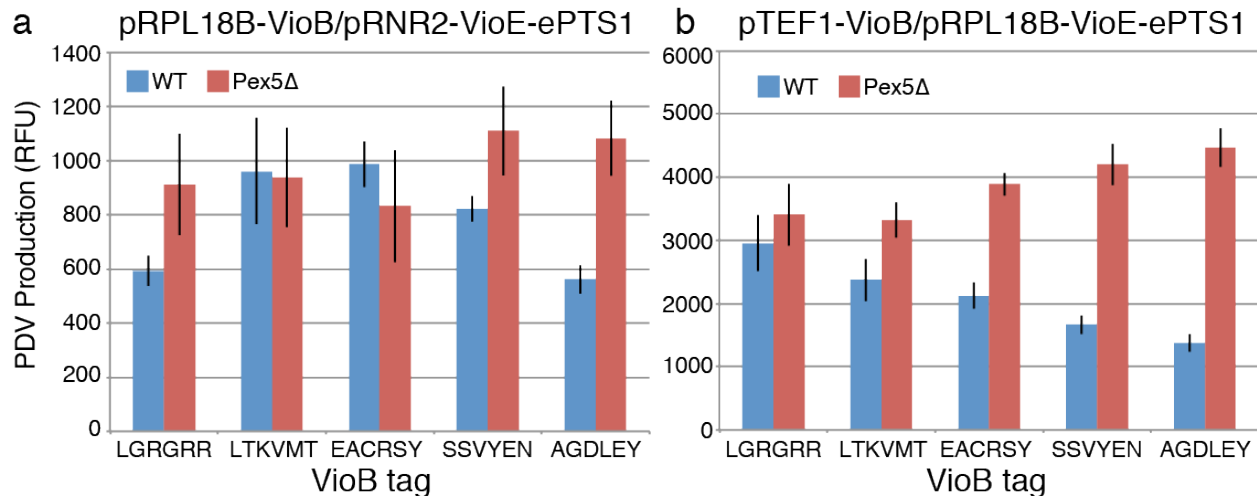 a pRPL18B-VioB/pRNR2-VioE-ePTS1
PDV Production (RFU)
1400
1200
1000
800
600
400
200
0
WT Pex5Δ
LGRGRR LTKVMT EACRSY SSVYEN AGDLEY
VioB tag
b pTEF1-VioB/pRPL18B-VioE-ePTS1
6000
5000
4000
3000
2000
1000
0
WT Pex5Δ
LGRGRR LTKVMT EACRSY SSVYEN AGDLEY
VioB tag